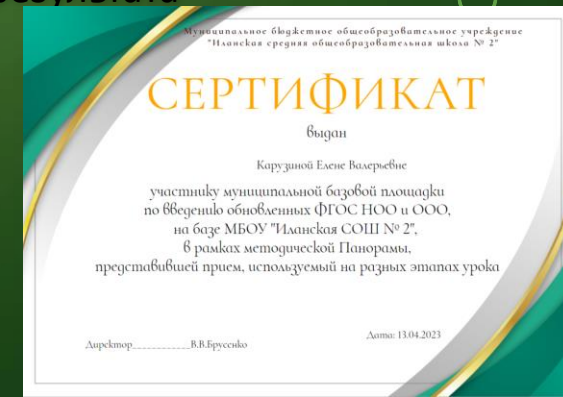 Муниципальное бюджетное общеобразовательное учреждение
"Иланская средняя общеобразовательная школа № 2"
СЕРТИФИКАТ
выдан
Карузиной Елене Валерьевне
участнику муниципальной базовой площадки
по введению обновленных ФГОС НОО и ООО,
на базе МБОУ "Иланская СОШ № 2",
в рамках методической Панорамы,
представившей прием, используемый на разных этапах урока
Дата: 13.04.2023
Директор____________В.В.Брусенко